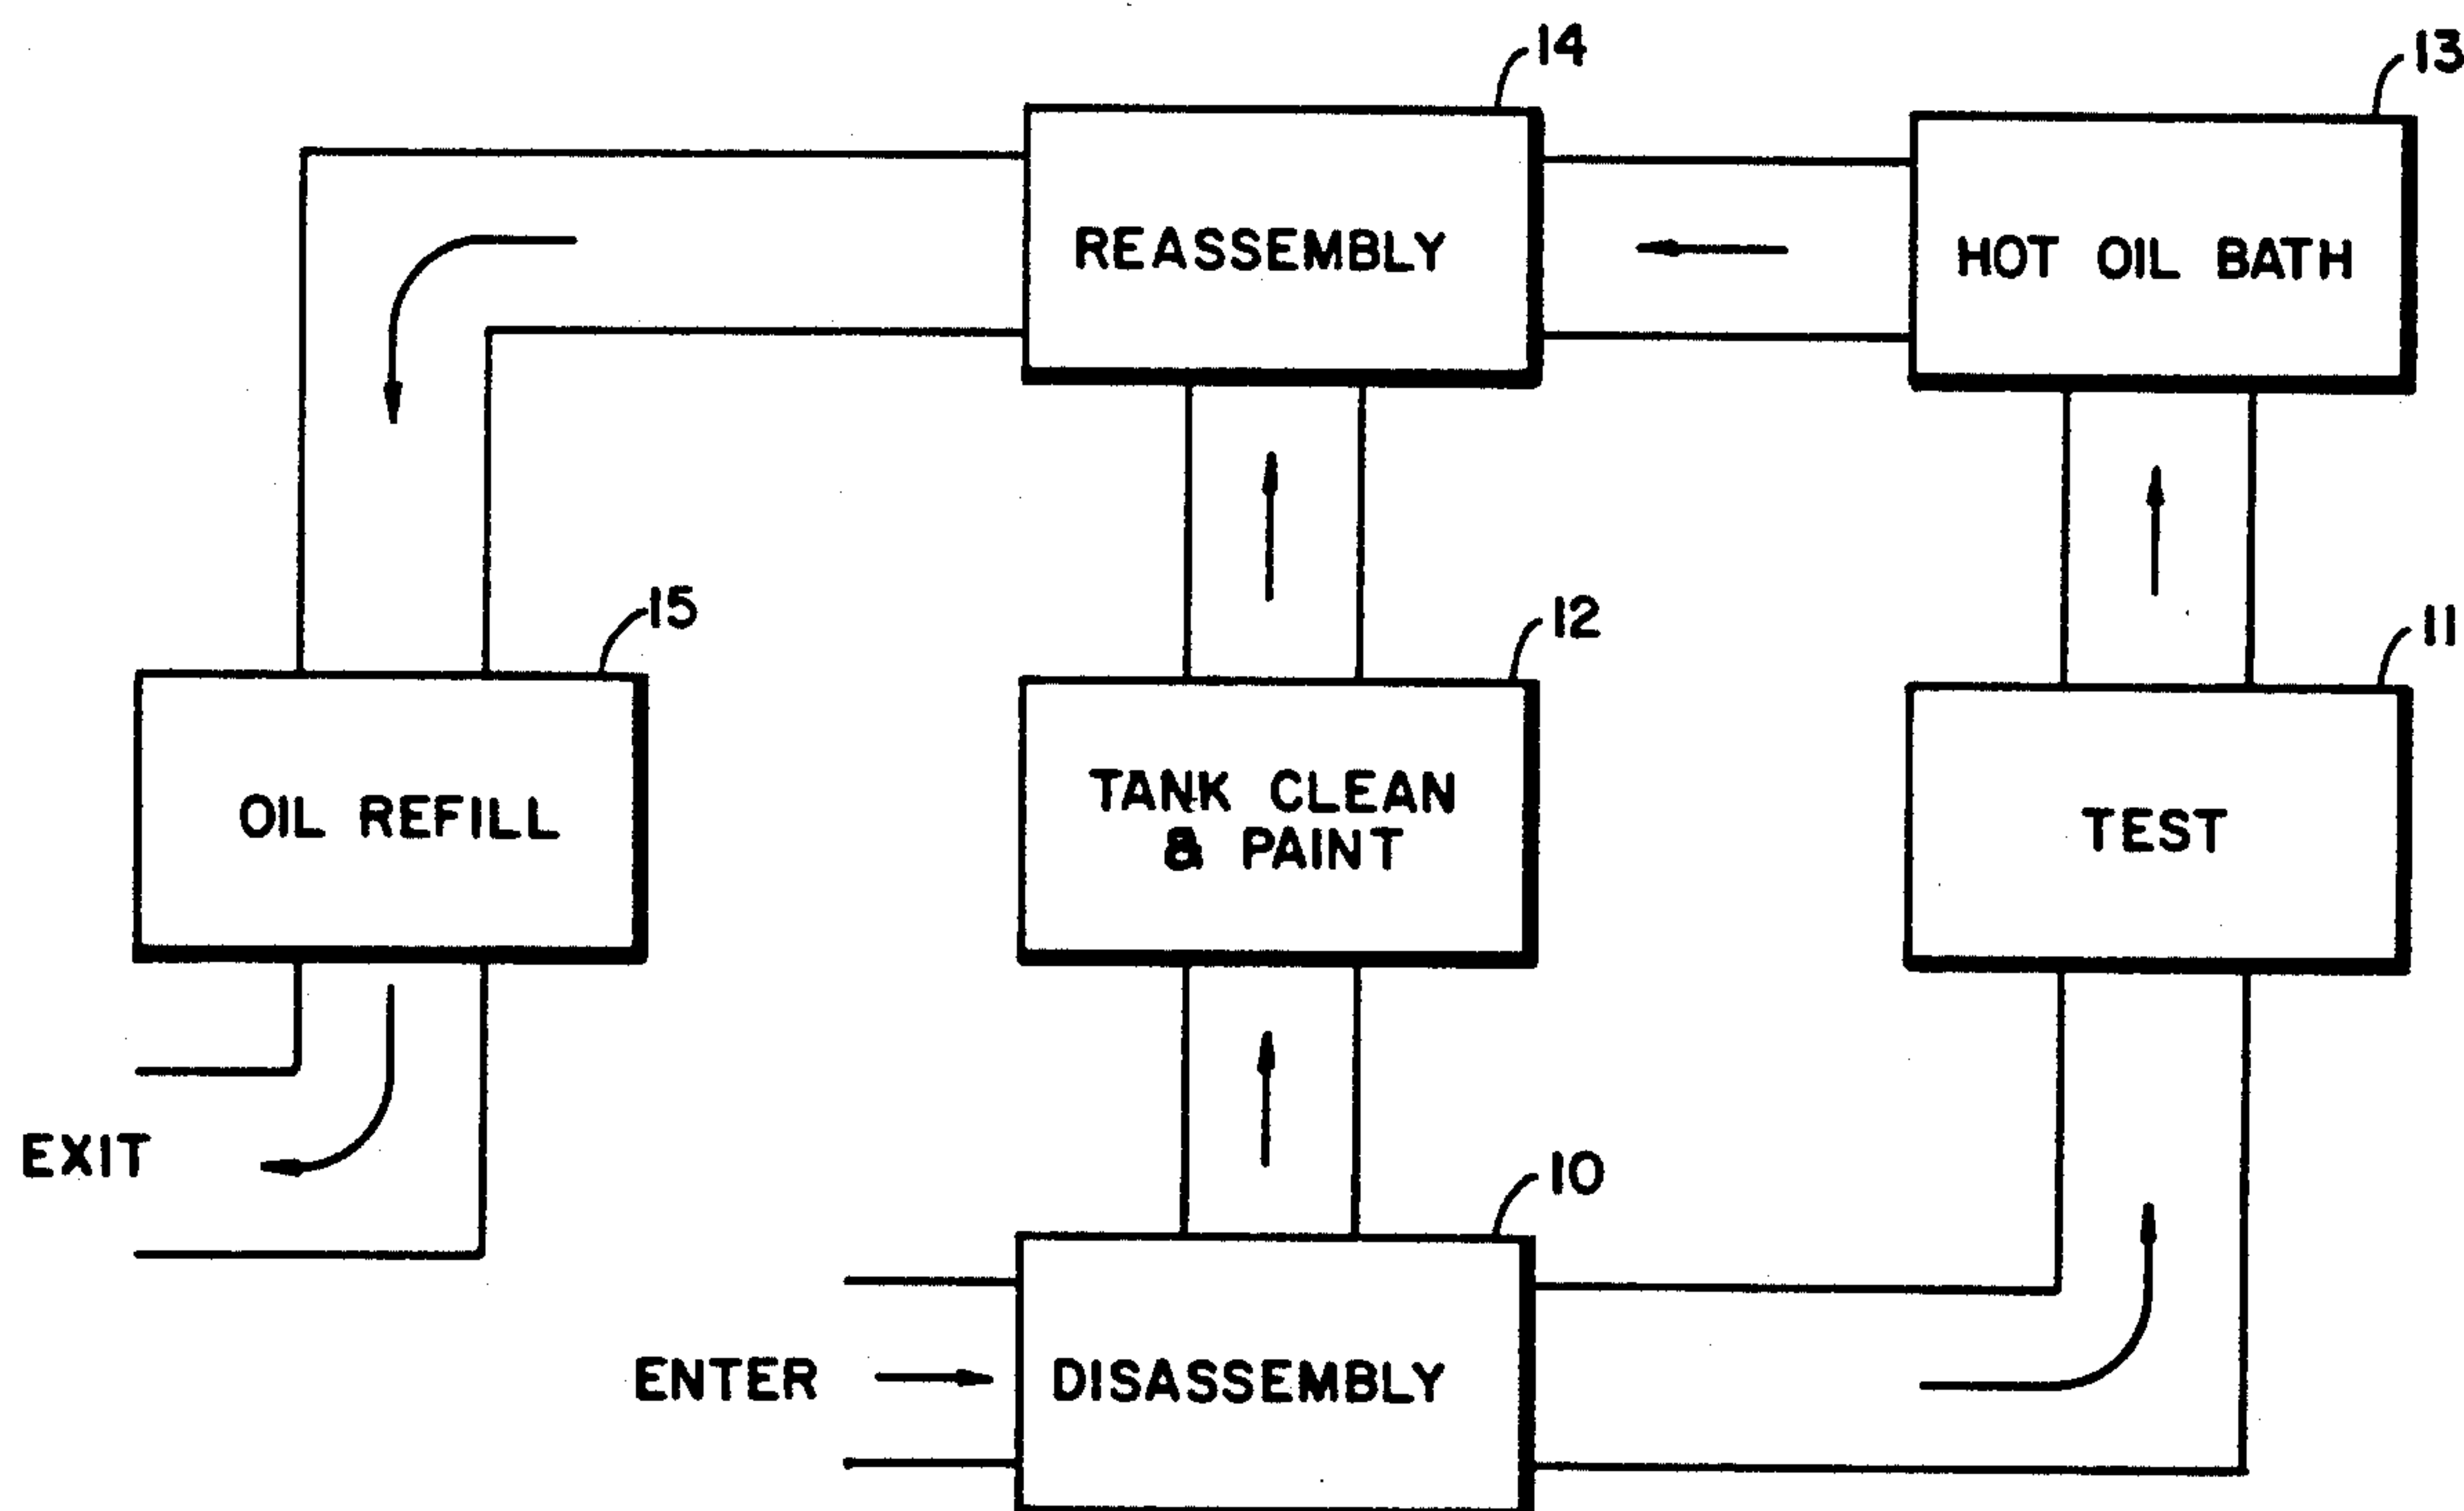 14
13
REASSEMBLY
HOT OIL BATH
15
12
11
OIL REFILL
TANK CLEAN
& PAINT
TEST
EXIT
10
ENTER
DISASSEMBLY